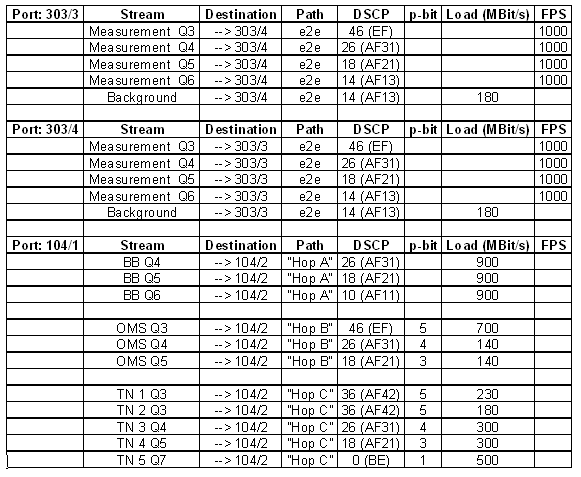 Port: 303/3 Stream Destination Path DSCP p-bit Load (MBit/s) FPS
Measurement Q3 --> 303/4 e2e 46 (EF) 1000
Measurement Q4 --> 303/4 e2e 26 (AF31) 1000
Measurement Q5 --> 303/4 e2e 18 (AF21) 1000
Measurement Q6 --> 303/4 e2e 14 (AF13) 1000
Background --> 303/4 e2e 14 (AF13) 180
Port: 303/4 Stream Destination Path DSCP p-bit Load (MBit/s) FPS
Measurement Q3 --> 303/3 e2e 46 (EF) 1000
Measurement Q4 --> 303/3 e2e 26 (AF31) 1000
Measurement Q5 --> 303/3 e2e 18 (AF21) 1000
Measurement Q6 --> 303/3 e2e 14 (AF13) 1000
Background --> 303/3 e2e 14 (AF13) 180
Port: 104/1 Stream Destination Path DSCP p-bit Load (MBit/s) FPS
BB Q4 --> 104/2 "Hop A" 26 (AF31) 900
BB Q5 --> 104/2 "Hop A" 18 (AF21) 900
BB Q6 --> 104/2 "Hop A" 10 (AF11) 900
OMS Q3 --> 104/2 "Hop B" 46 (EF) 5 700
OMS Q4 --> 104/2 "Hop B" 26 (AF31) 4 140
OMS Q5 --> 104/2 "Hop B" 18 (AF21) 3 140
TN 1 Q3 --> 104/2 "Hop C" 36 (AF42) 5 230
TN 2 Q3 --> 104/2 "Hop C" 36 (AF42) 5 180
TN 3 Q4 --> 104/2 "Hop C" 26 (AF31) 4 300
TN 4 Q5 --> 104/2 "Hop C" 18 (AF21) 3 300
TN 5 Q7 --> 104/2 "Hop C" 0 (BE) 1 500